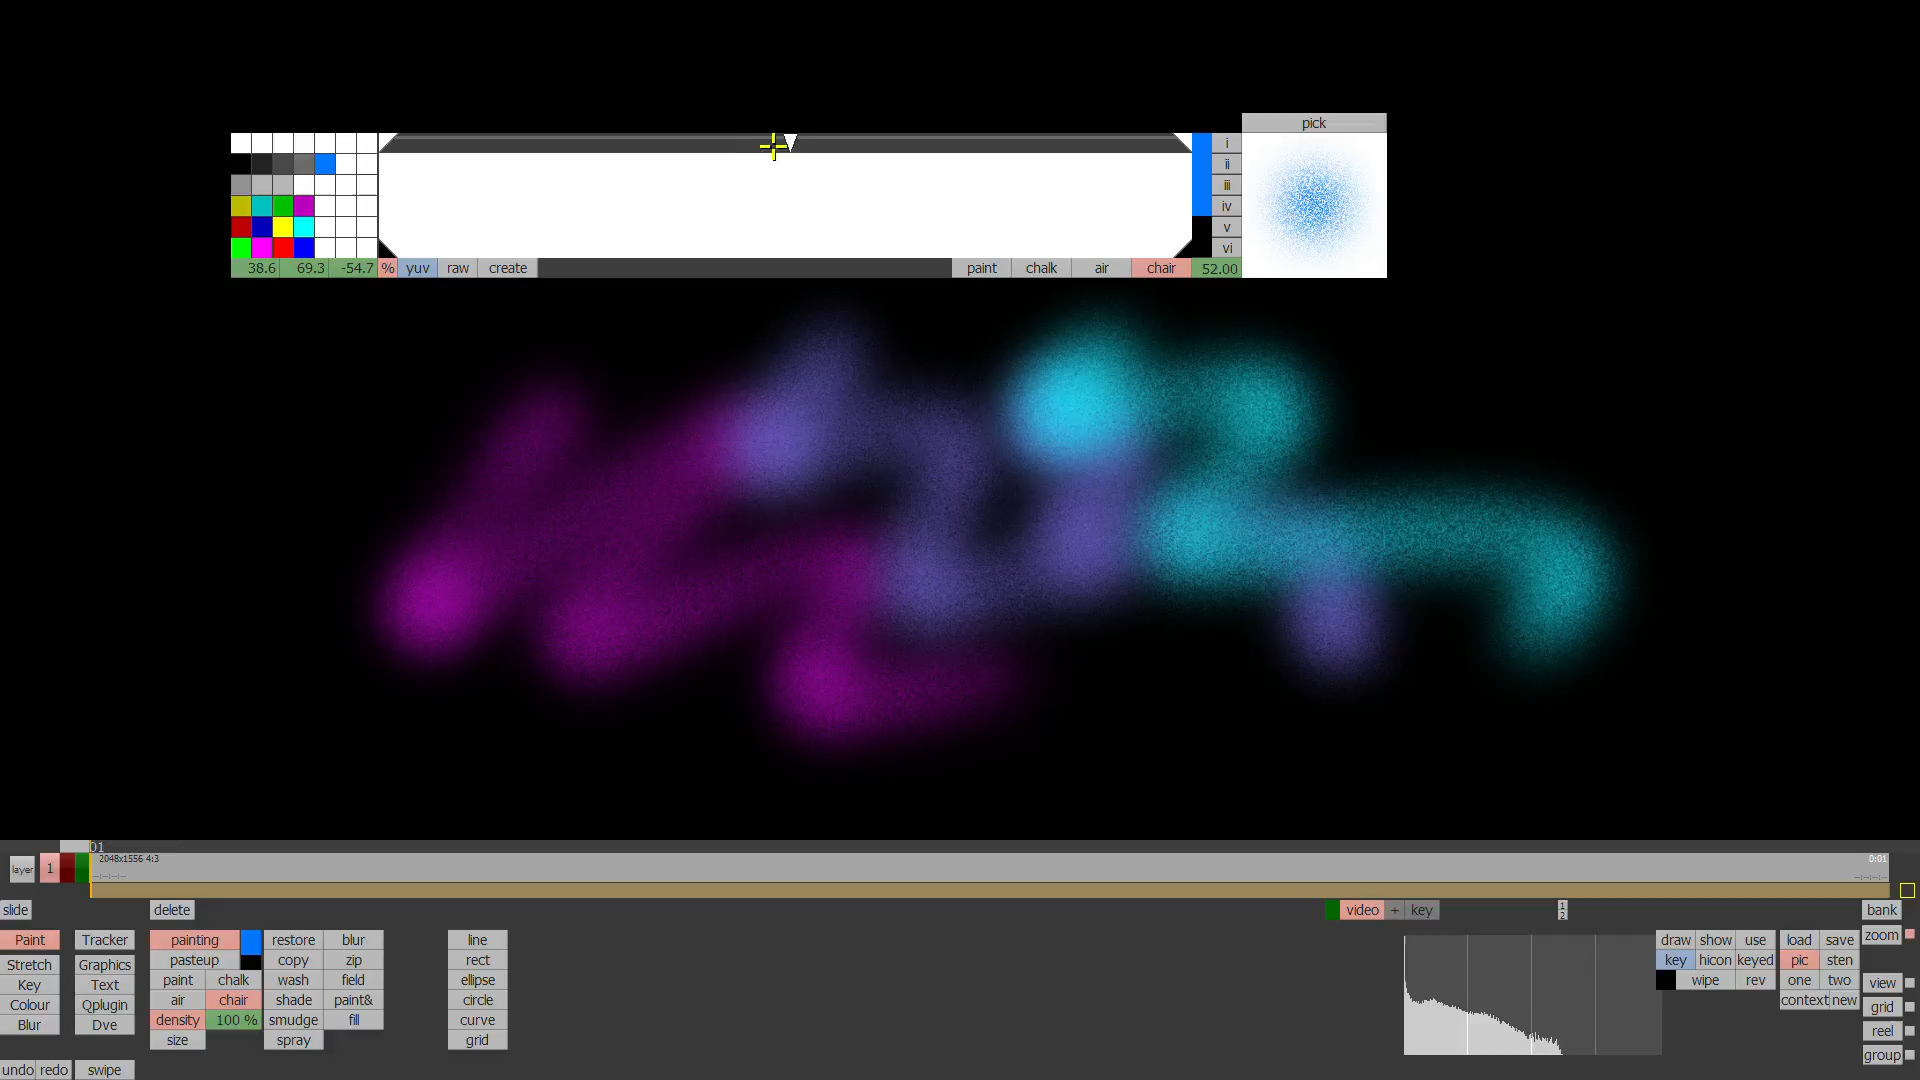 pick
i
ii
iii
iv
v
vi
38.6 69.3 -54.7 % yuv raw create paint chalk air chair 52.00
01
2048x1556 4:3 0:01
layer 1 --:--:--:-- --:--:--:--
slide delete video + key 1 2 bank
Paint Tracker painting restore blur line draw show use load save zoom
Stretch Graphics pasteup copy zip rect key hicon keyed pic sten
Key Text paint chalk wash field ellipse wipe rev one two view
Colour Qplugin air chair shade paint& circle context new grid
Blur Dve density 100 % smudge fill curve reel
size spray grid group
undo redo swipe